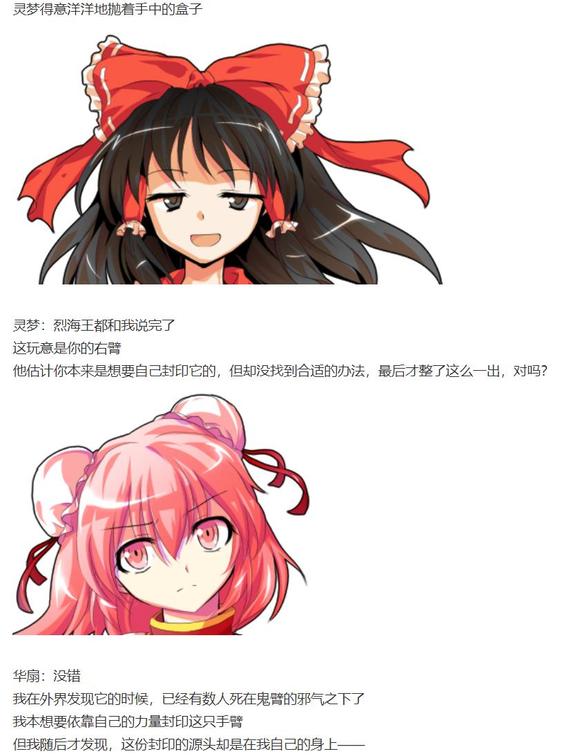 灵梦得意洋洋地抛着手中的盒子
灵梦：烈海王都和我说完了
这玩意是你的右臂
他估计你本来是想要自己封印它的，但却没找到合适的办法，最后才整了这么一出，对吗？
华扇：没错
我在外界发现它的时候，已经有数人死在鬼臂的邪气之下了
我本想要依靠自己的力量封印这只手臂
但我随后才发现，这份封印的源头却是在我自己的身上——